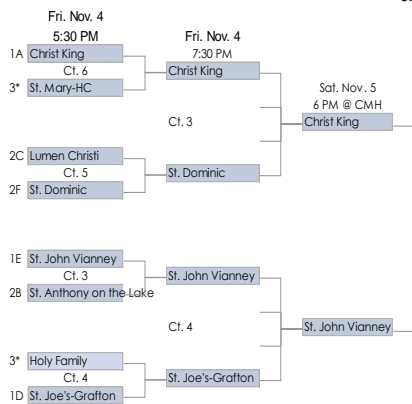 Fri. Nov. 4
5:30 PM
Fri. Nov. 4
7:30 PM
1A Christ King
Ct. 6
Christ King
3* St. Mary-HC
Sat. Nov. 5
6 PM @ CMH
Ct. 3
Christ King
2C Lumen Christi
Ct. 5
St. Dominic
2F St. Dominic
1E St. John Vianney
Ct. 3
St. John Vianney
2B St. Anthony on the Lake
Ct. 4
St. John Vianney
3* Holy Family
Ct. 4
St. Joe's-Grafton
1D St. Joe's-Grafton